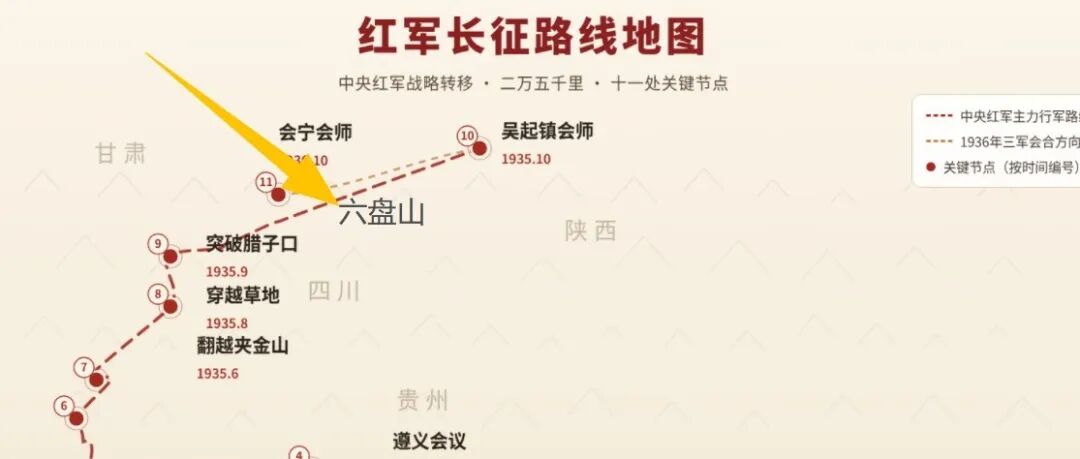 红军长征路线地图
中央红军战略转移 · 二万五千里 · 十一处关键节点
中央红军主力行军路
1936年三军会合方向
关键节点（按时间编号）
会宁会师
10
吴起镇会师
1935.10
甘肃
11
六盘山
陕西
9
突破腊子口
1935.9
8
穿越草地
四川
1935.8
翻越夹金山
7
1935.6
6
贵州
遵义会议
4